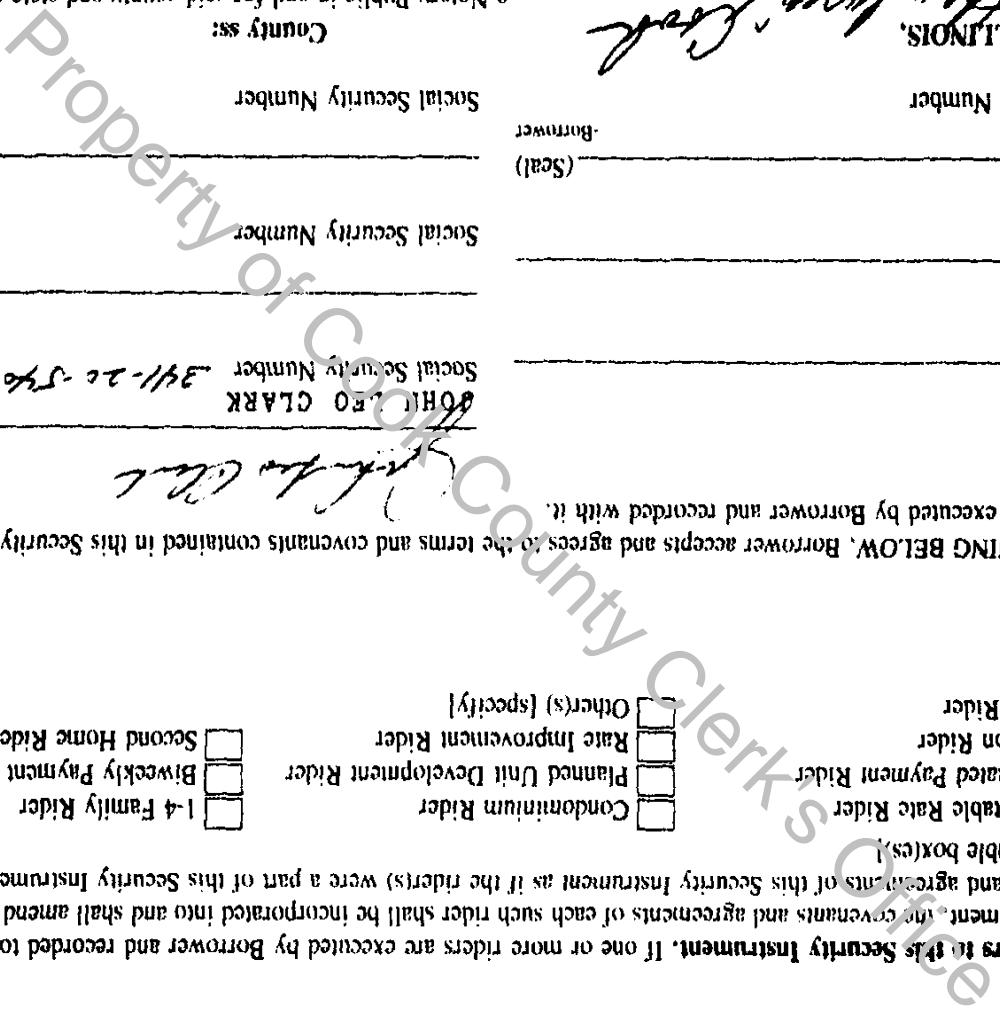 rs to this Security Instrument. If one or more riders are executed by Borrower and recorded to
ment, the covenants and agreements of each such rider shall be incorporated into and shall amend
and agreements of this Security Instrument as if the rider(s) were a part of this Security Instrume
ble box(es)]
table Rate Rider Condominium Rider 1-4 Family Rider
ated Payment Rider Planned Unit Development Rider Biweekly Payment
on Rider Rate Improvement Rider Second Home Ride
Rider Other(s) [specify]
ING BELOW, Borrower accepts and agrees to the terms and covenants contained in this Security
executed by Borrower and recorded with it.
John Leo Clark
JOHN LEO CLARK
Social Security Number
Social Security Number
(Seal)
-Borrower
Number Social Security Number
LINOIS, County ss:
a Notary Public in and for said county and state
Property of Cook County Clerk's Office